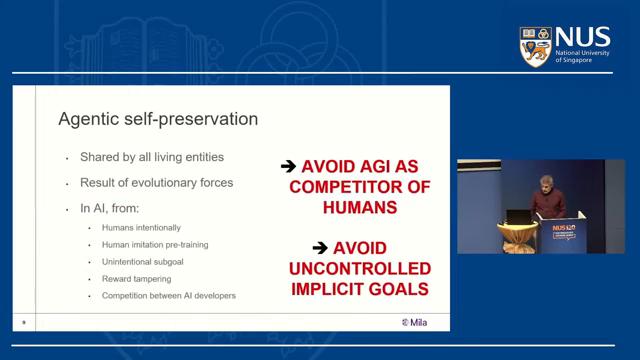 NUS
National University
of Singapore
Agentic self-preservation
Shared by all living entities
Result of evolutionary forces
In AI, from:
Humans intentionally
Human imitation pre-training
Unintentional subgoal
Reward tampering
Competition between AI developers
➔ AVOID AGI AS
COMPETITOR OF
HUMANS
➔ AVOID
UNCONTROLLED
IMPLICIT GOALS
9
Mila
NUS120